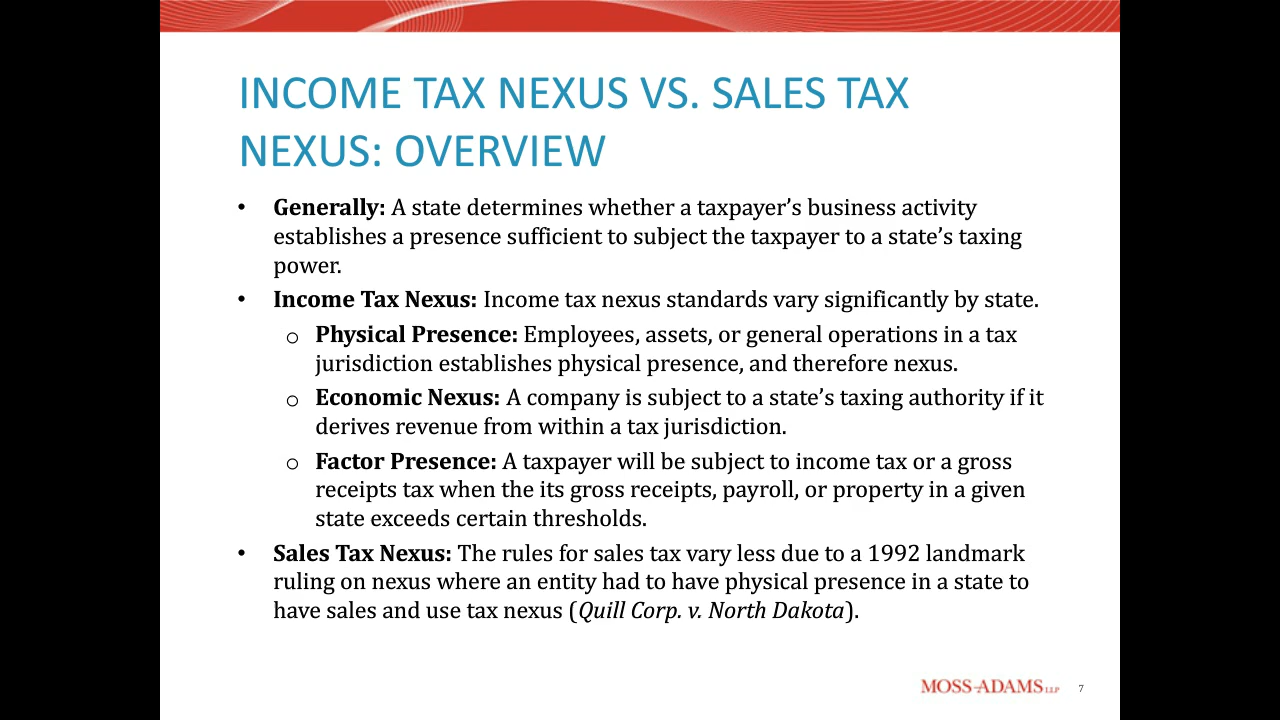 INCOME TAX NEXUS VS. SALES TAX
NEXUS: OVERVIEW
• Generally: A state determines whether a taxpayer’s business activity
establishes a presence sufficient to subject the taxpayer to a state’s taxing
power.
• Income Tax Nexus: Income tax nexus standards vary significantly by state.
o Physical Presence: Employees, assets, or general operations in a tax
jurisdiction establishes physical presence, and therefore nexus.
o Economic Nexus: A company is subject to a state’s taxing authority if it
derives revenue from within a tax jurisdiction.
o Factor Presence: A taxpayer will be subject to income tax or a gross
receipts tax when the its gross receipts, payroll, or property in a given
state exceeds certain thresholds.
• Sales Tax Nexus: The rules for sales tax vary less due to a 1992 landmark
ruling on nexus where an entity had to have physical presence in a state to
have sales and use tax nexus (Quill Corp. v. North Dakota).
MOSS-ADAMS LLP 7